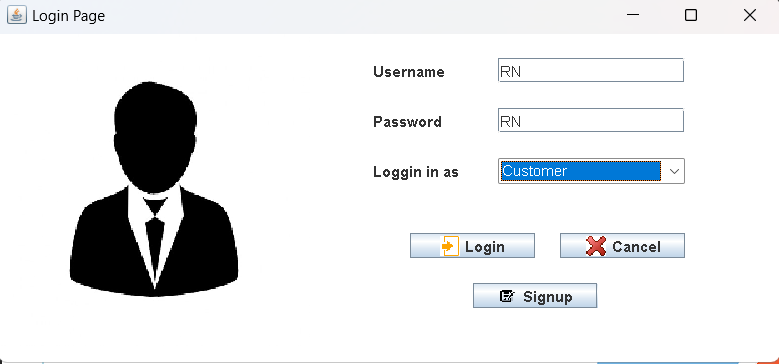 Login Page
Username RN
Password RN
Loggin in as Customer
Login Cancel
Signup